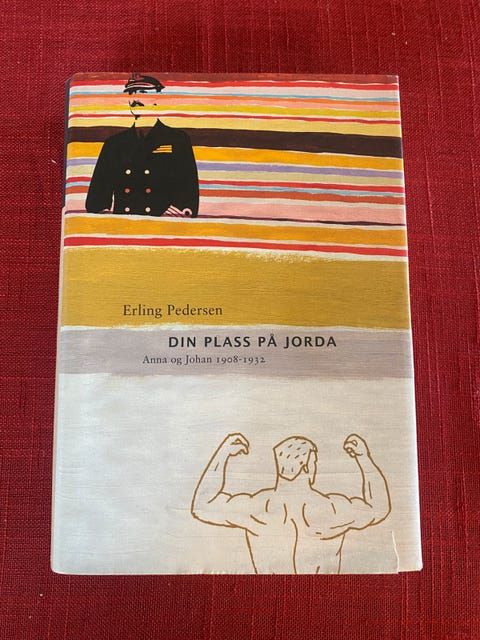 Erling Pedersen
DIN PLASS PÅ JORDA
Anna og Johan 1908-1932